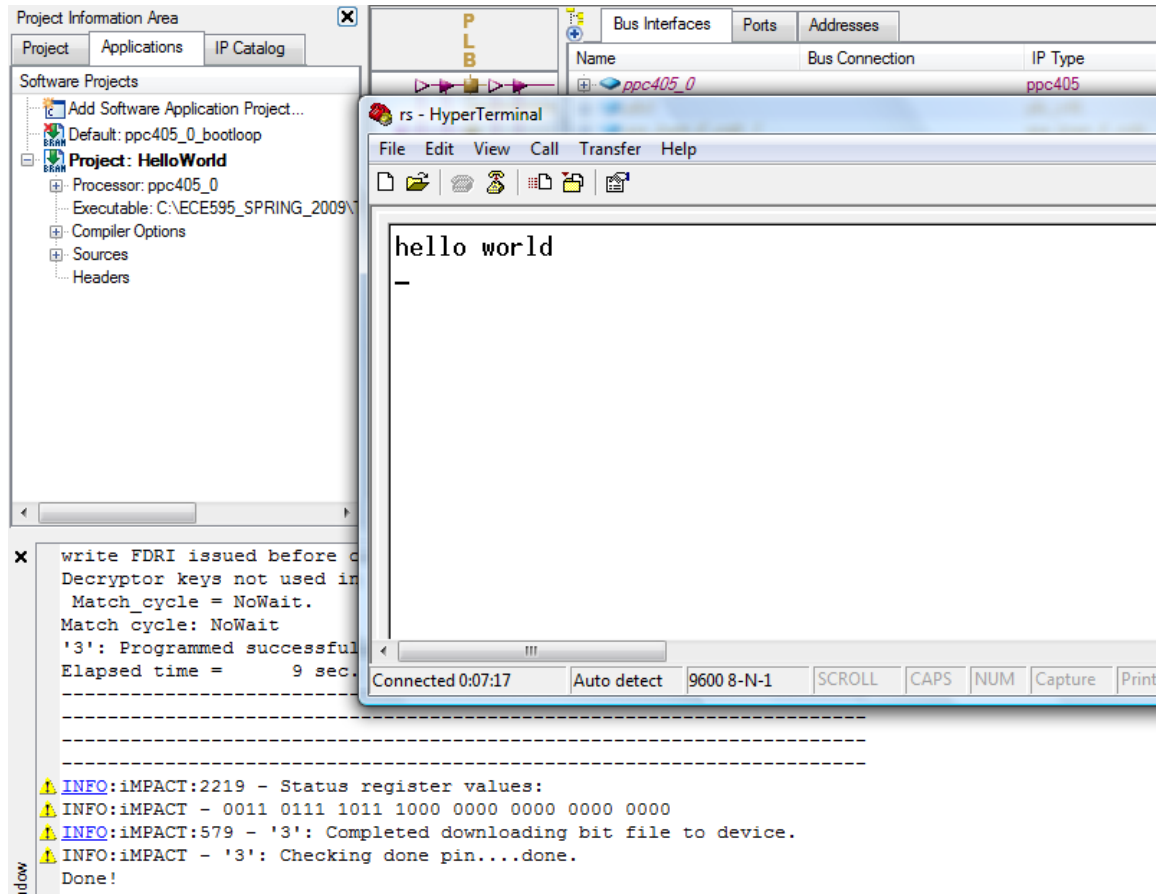 Project Information Area
Project Applications IP Catalog
Software Projects
Add Software Application Project...
Default: ppc405_0_bootloop
Project: HelloWorld
Processor: ppc405_0
Executable: C:\ECE595_SPRING_2009\
Compiler Options
Sources
Headers
P
L
B
Bus Interfaces Ports Addresses
Name Bus Connection IP Type
ppc405_0 ppc405
rs - HyperTerminal
File Edit View Call Transfer Help
hello world
_
Connected 0:07:17 Auto detect 9600 8-N-1 SCROLL CAPS NUM Capture Print
write FDRI issued before
Decryptor keys not used in
Match_cycle = NoWait.
Match cycle: NoWait
'3': Programmed successful
Elapsed time = 9 sec.
----------------------------------------------------------------------
----------------------------------------------------------------------
----------------------------------------------------------------------
----------------------------------------------------------------------
INFO:iMPACT:2219 - Status register values:
INFO:iMPACT - 0011 0111 1011 1000 0000 0000 0000 0000
INFO:iMPACT:579 - '3': Completed downloading bit file to device.
INFO:iMPACT - '3': Checking done pin....done.
Done!